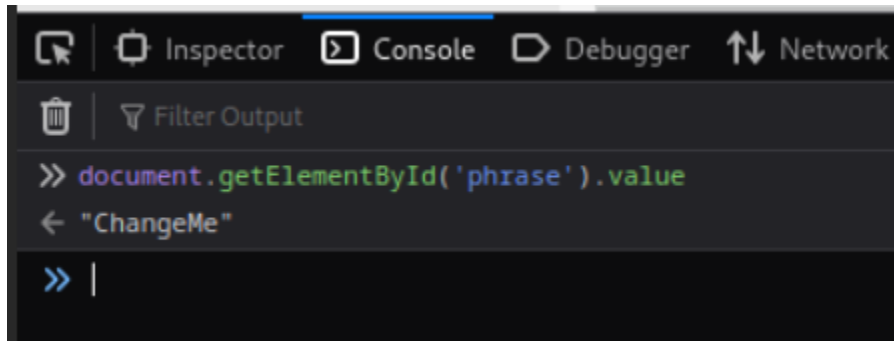 Inspector Console Debugger Network
Filter Output
» document.getElementById('phrase').value
← "ChangeMe"
»